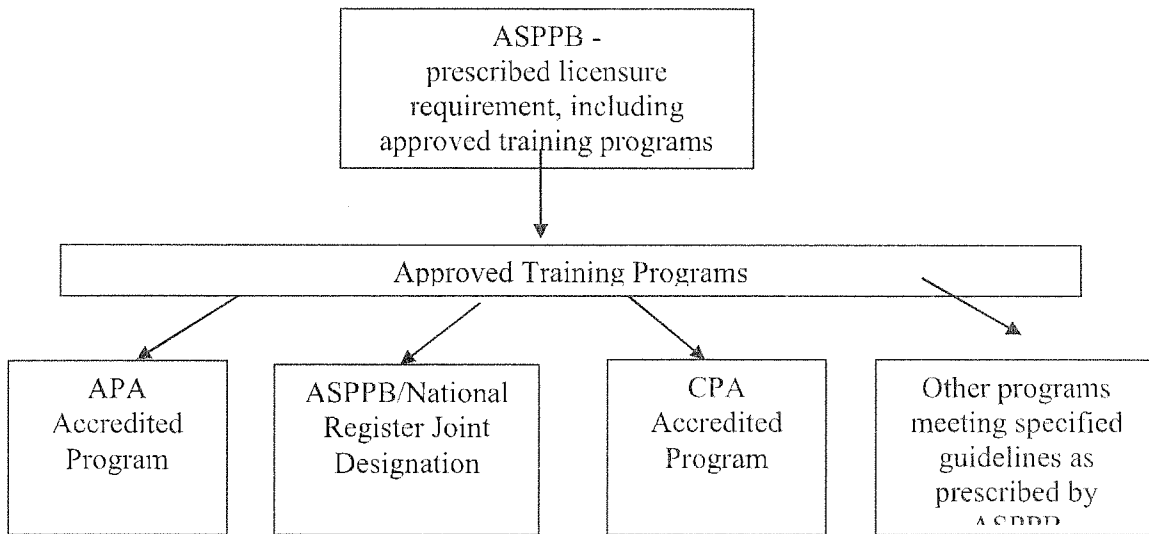 ASPPB -
prescribed licensure
requirement, including
approved training programs
Approved Training Programs
APA
Accredited
Program
ASPPB/National
Register Joint
Designation
CPA
Accredited
Program
Other programs
meeting specified
guidelines as
prescribed by
ASPPB